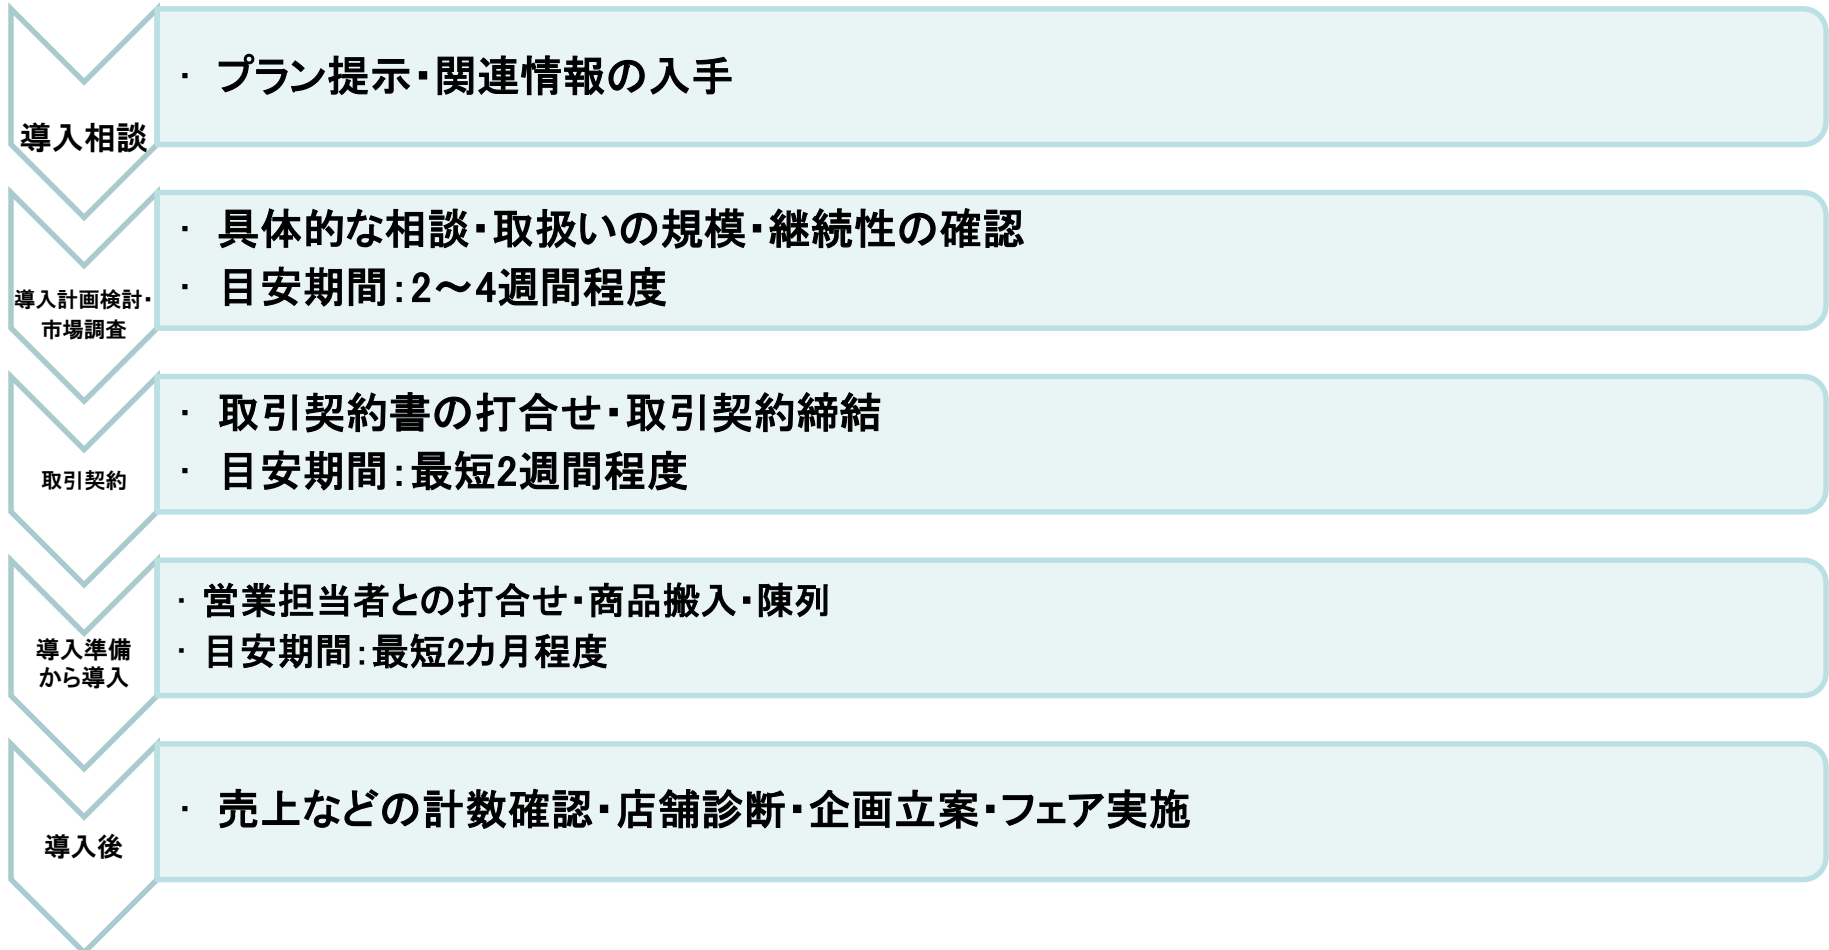 導入相談
・ プラン提示・関連情報の入手
導入計画検討・
市場調査
・ 具体的な相談・取扱いの規模・継続性の確認
・ 目安期間：2～4週間程度
取引契約
・ 取引契約書の打合せ・取引契約締結
・ 目安期間：最短2週間程度
導入準備
から導入
・ 営業担当者との打合せ・商品搬入・陳列
・ 目安期間：最短2カ月程度
導入後
・ 売上などの計数確認・店舗診断・企画立案・フェア実施